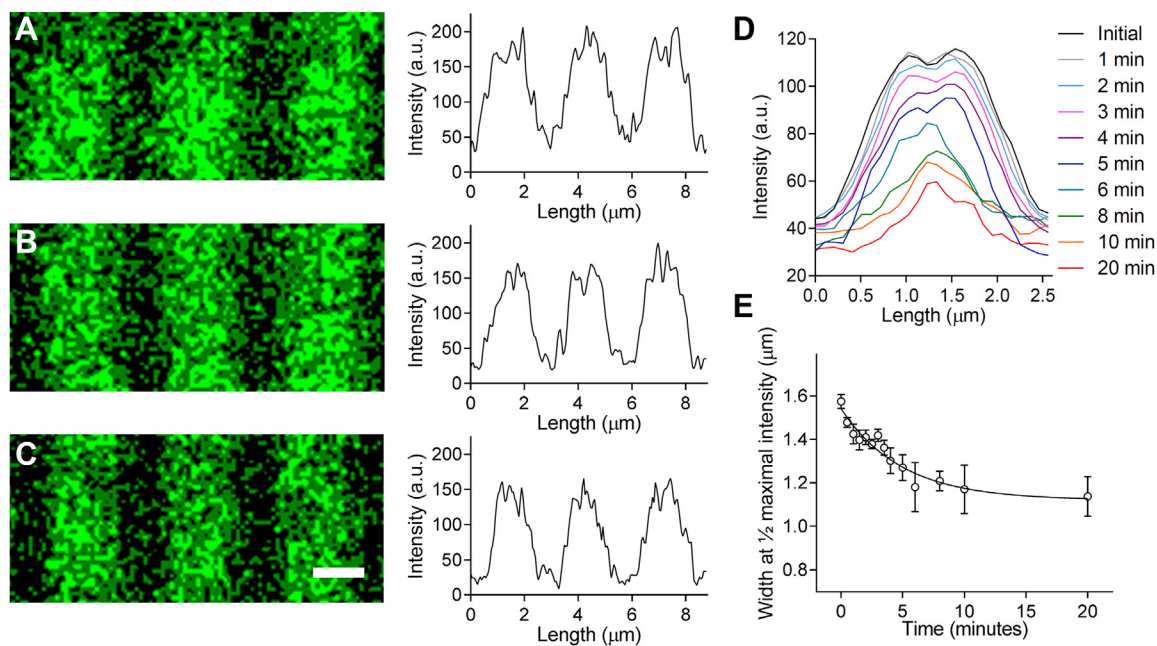 A
Intensity (a.u.)
200
150
100
50
0
0 2 4 6 8
Length (μm)
B
Intensity (a.u.)
200
150
100
50
0
0 2 4 6 8
Length (μm)
C
Intensity (a.u.)
200
150
100
50
0
0 2 4 6 8
Length (μm)
D
Intensity (a.u.)
120
100
80
60
40
20
0.0 0.5 1.0 1.5 2.0 2.5
Length (μm)
Initial
1 min
2 min
3 min
4 min
5 min
6 min
8 min
10 min
20 min
E
Width at ½ maximal intensity (μm)
1.6
1.4
1.2
1.0
0.8
0 5 10 15 20
Time (minutes)